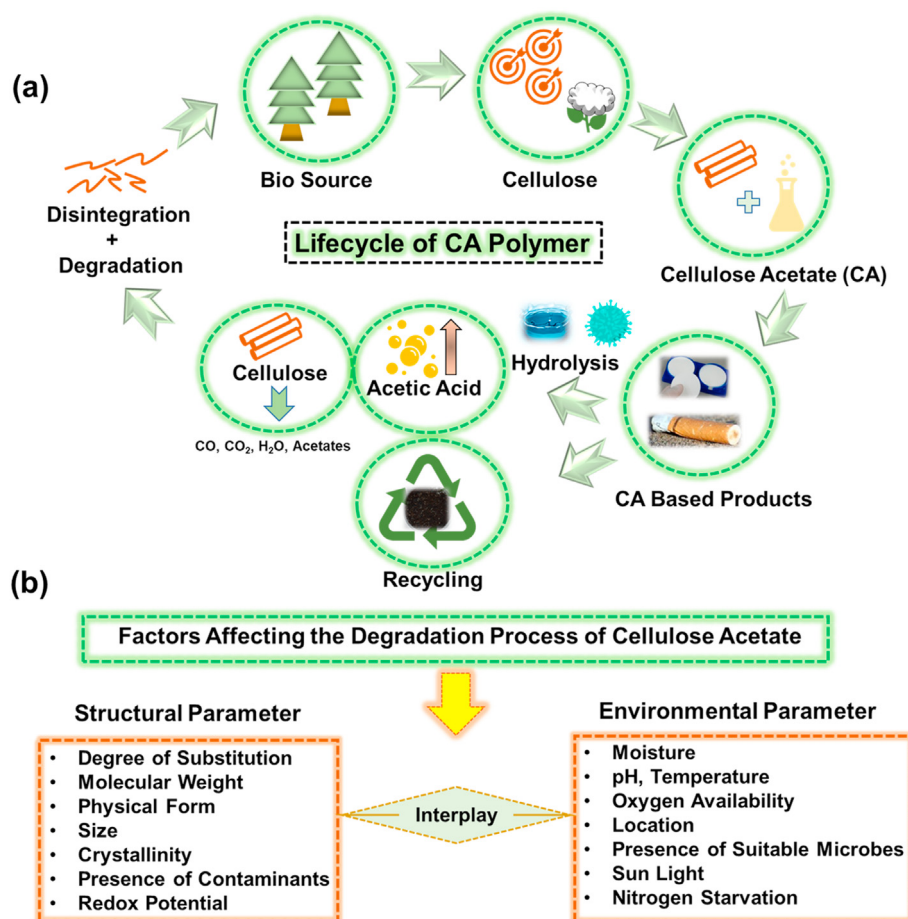 (a)
Bio Source
Cellulose
Cellulose Acetate (CA)
Disintegration
+
Degradation
Lifecycle of CA Polymer
Cellulose
CO, CO₂, H₂O, Acetates
Acetic Acid
Hydrolysis
CA Based Products
Recycling
(b)
Factors Affecting the Degradation Process of Cellulose Acetate
Structural Parameter
• Degree of Substitution
• Molecular Weight
• Physical Form
• Size
• Crystallinity
• Presence of Contaminants
• Redox Potential
Interplay
Environmental Parameter
• Moisture
• pH, Temperature
• Oxygen Availability
• Location
• Presence of Suitable Microbes
• Sun Light
• Nitrogen Starvation